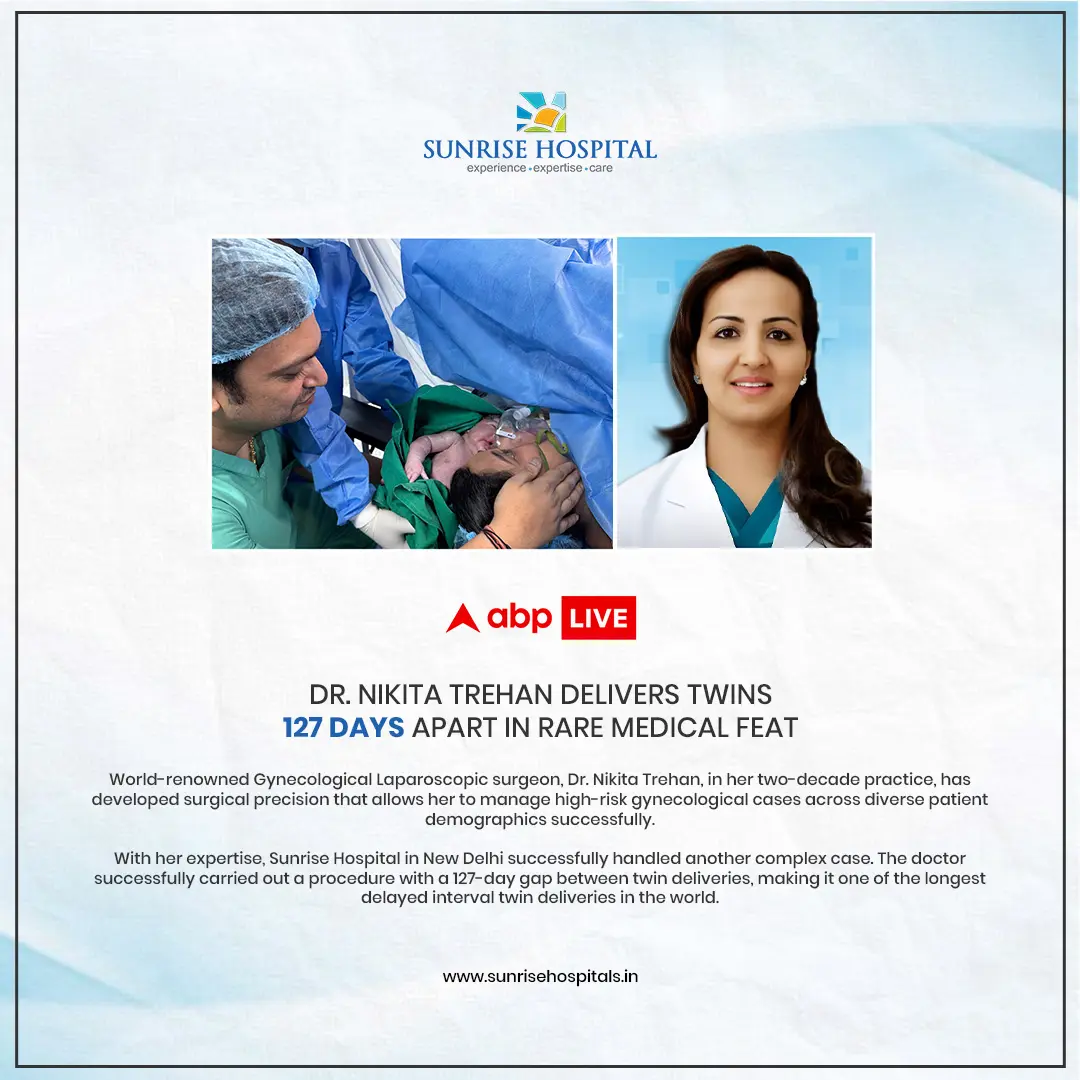 SUNRISE HOSPITAL
experience • expertise • care
abp LIVE
DR. NIKITA TREHAN DELIVERS TWINS
127 DAYS APART IN RARE MEDICAL FEAT
World-renowned Gynecological Laparoscopic surgeon, Dr. Nikita Trehan, in her two-decade practice, has
developed surgical precision that allows her to manage high-risk gynecological cases across diverse patient
demographics successfully.
With her expertise, Sunrise Hospital in New Delhi successfully handled another complex case. The doctor
successfully carried out a procedure with a 127-day gap between twin deliveries, making it one of the longest
delayed interval twin deliveries in the world.
www.sunrisehospitals.in